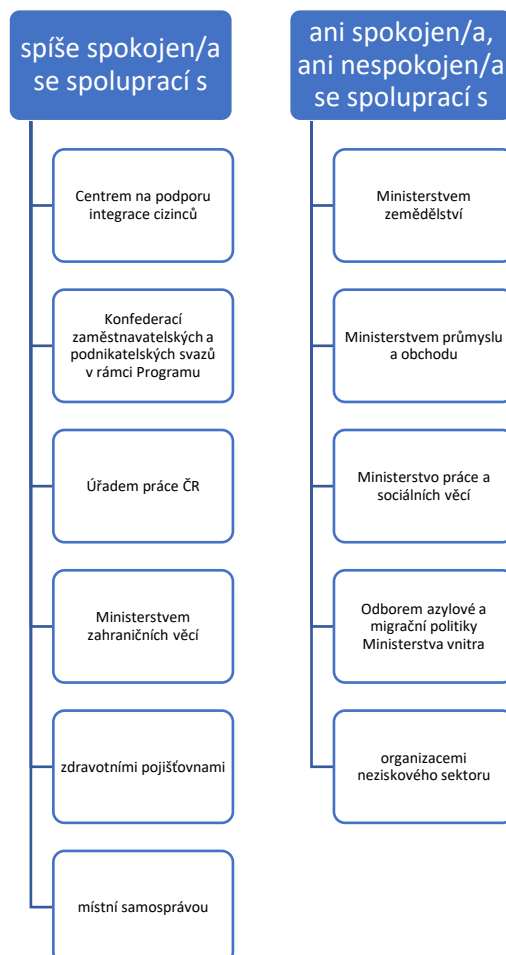 spíše spokojen/a
se spoluprací s
Centrem na podporu
integrace cizinců
Konfederací
zaměstnavatelských a
podnikatelských svazů
v rámci Programu
Úřadem práce ČR
Ministerstvem
zahraničních věcí
zdravotními pojišťovnami
místní samosprávou
ani spokojen/a,
ani nespokojen/a
se spoluprací s
Ministerstvem
zemědělství
Ministerstvem průmyslu
a obchodu
Ministerstvo práce a
sociálních věcí
Odborem azylové a
migrační politiky
Ministerstva vnitra
organizacemi
neziskového sektoru